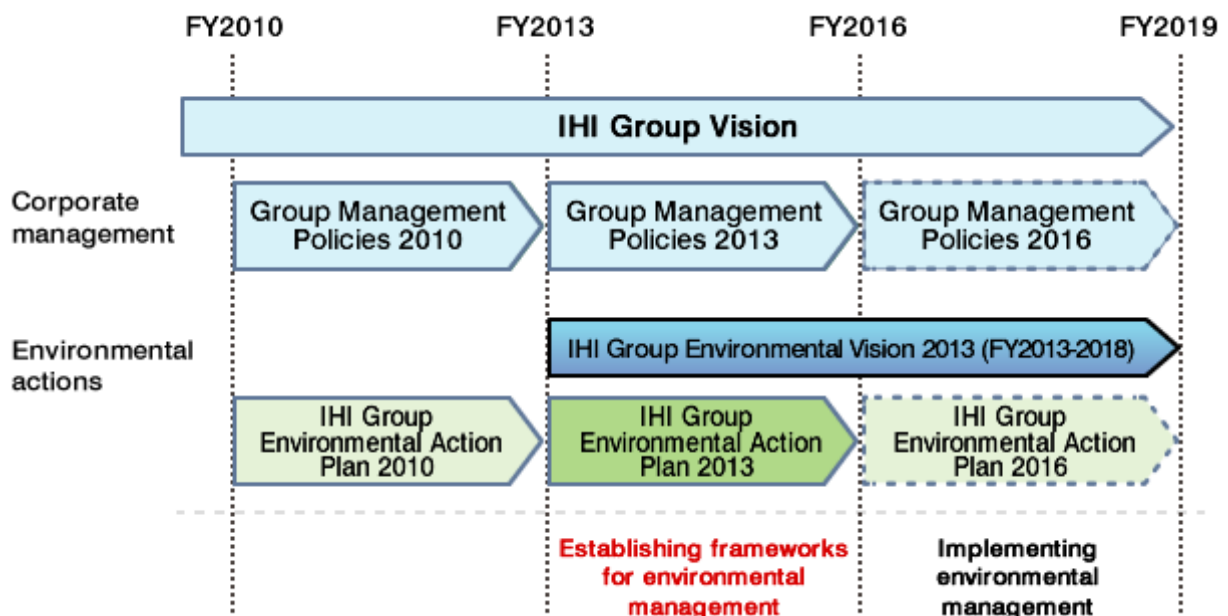 FY2010 FY2013 FY2016 FY2019
IHI Group Vision
Corporate
management
Group Management
Policies 2010
Group Management
Policies 2013
Group Management
Policies 2016
Environmental
actions
IHI Group Environmental Vision 2013 (FY2013-2018)
IHI Group
Environmental Action
Plan 2010
IHI Group
Environmental Action
Plan 2013
IHI Group
Environmental Action
Plan 2016
Establishing frameworks
for environmental
management
Implementing
environmental
management